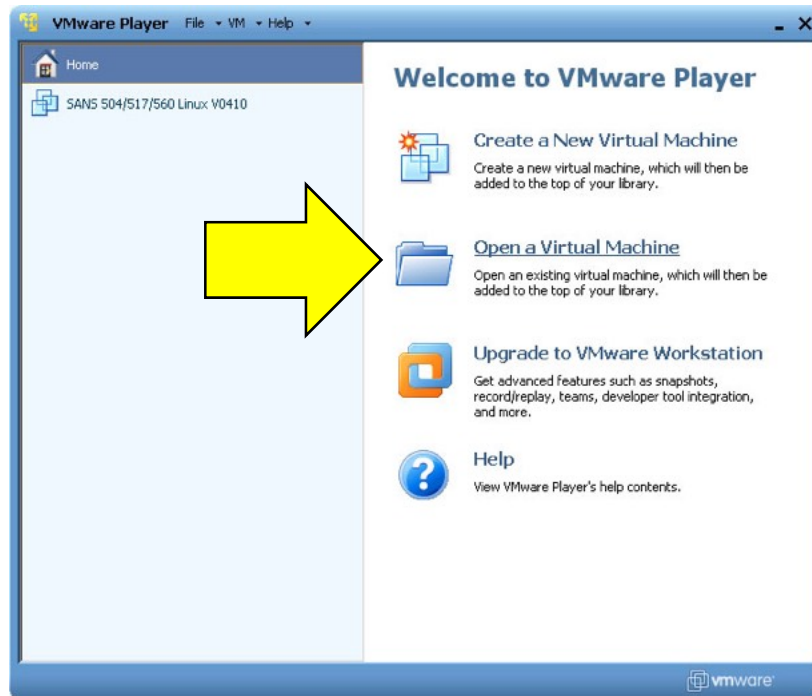 VMware Player File VM Help
Home
SANS 504/517/560 Linux V0410
Welcome to VMware Player
Create a New Virtual Machine
Create a new virtual machine, which will then be
added to the top of your library.
Open a Virtual Machine
Open an existing virtual machine, which will then be
added to the top of your library.
Upgrade to VMware Workstation
Get advanced features such as snapshots,
record/replay, teams, developer tool integration,
and more.
Help
View VMware Player's help contents.
vmware